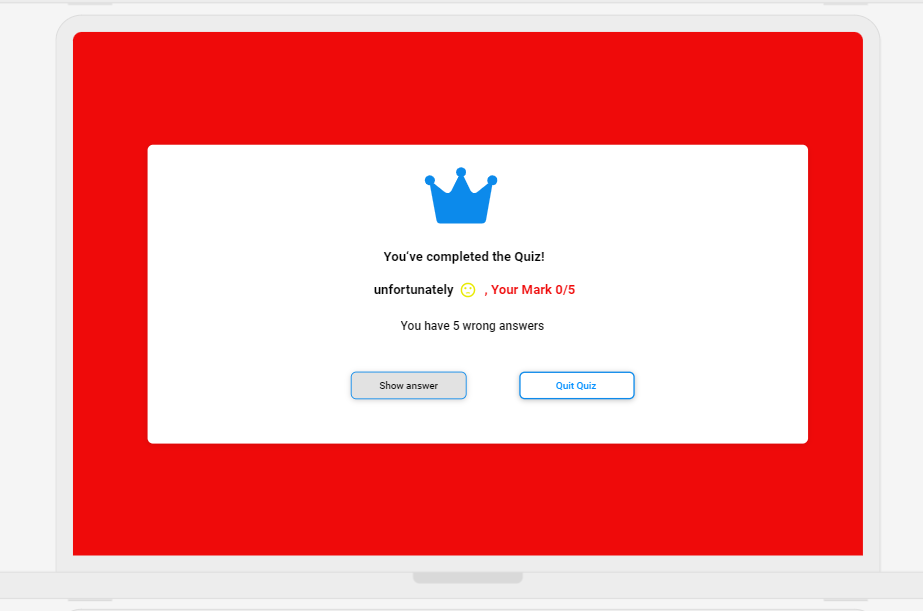 You've completed the Quiz!
unfortunately , Your Mark 0/5
You have 5 wrong answers
Show answer
Quit Quiz